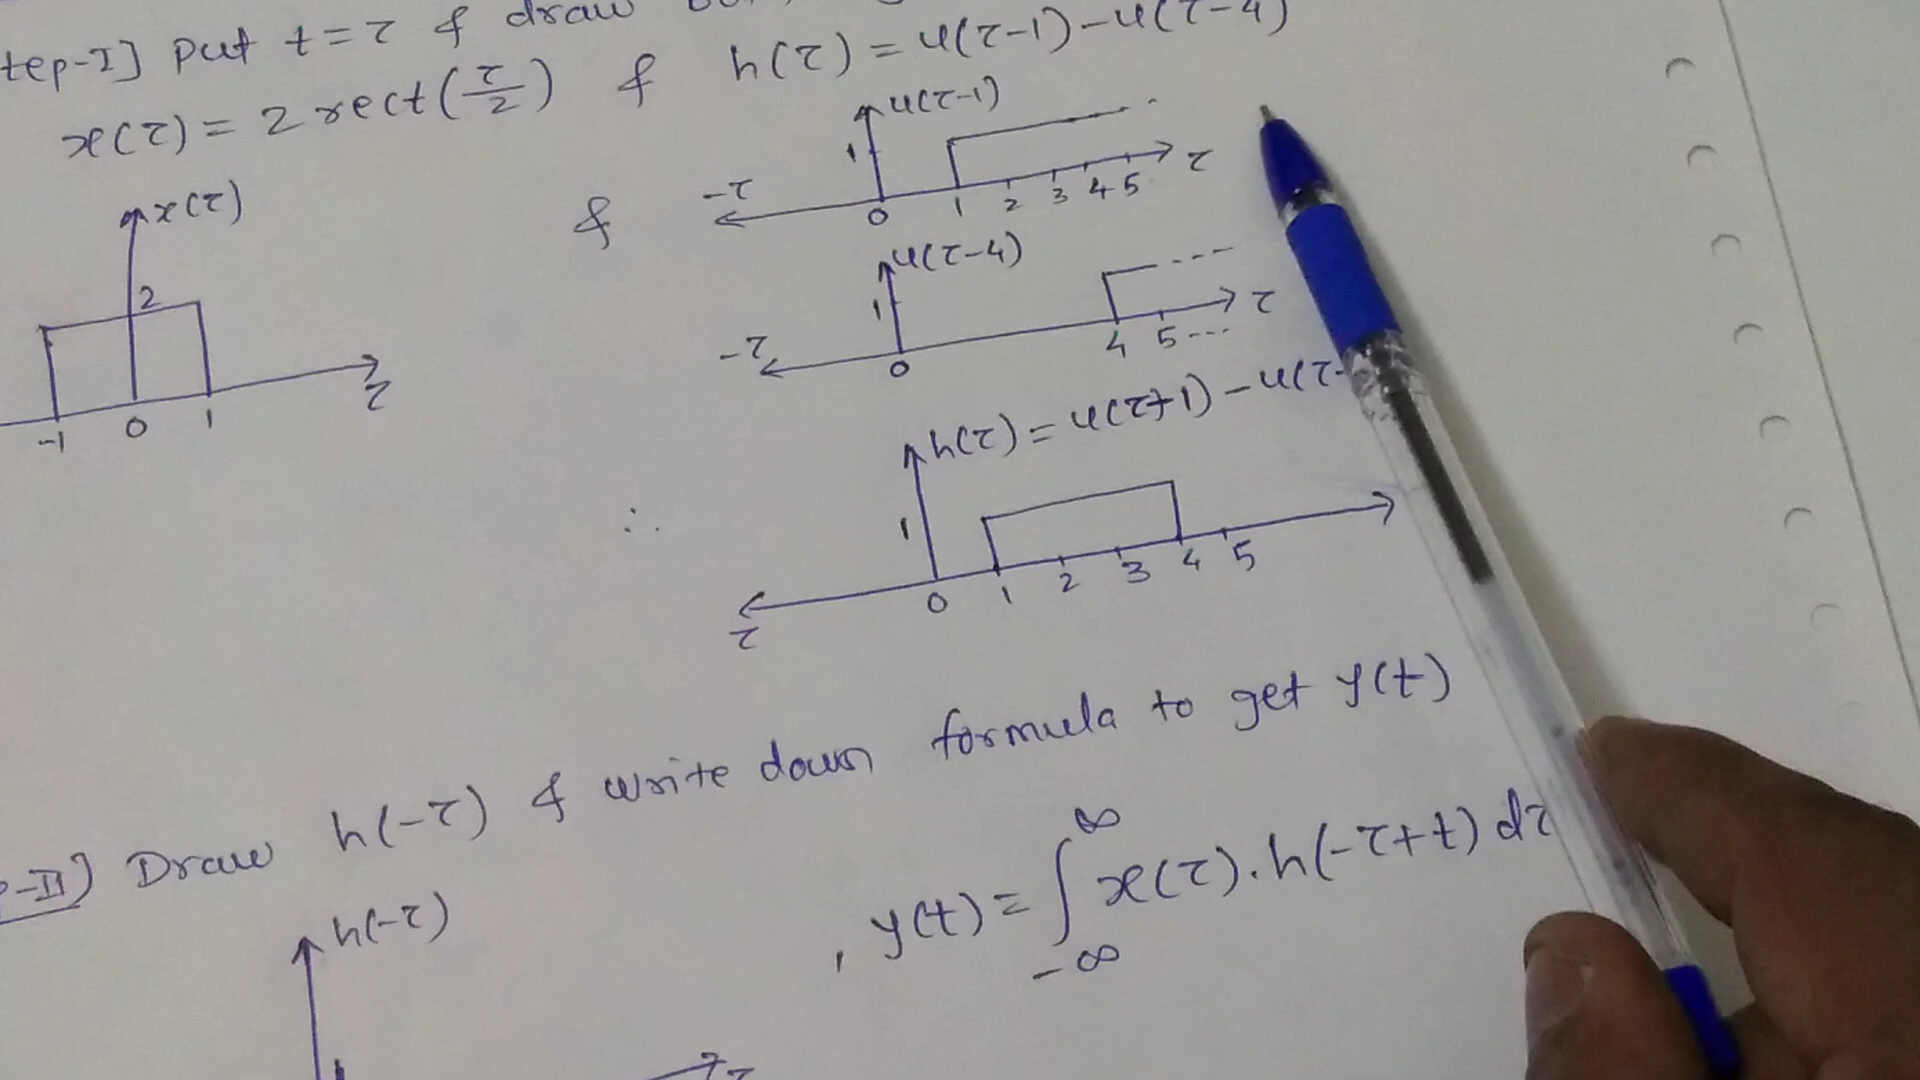 tep-I] Put t=τ & draw
x(τ) = 2 rect(τ/2) & h(τ) = u(τ-1)-u(τ-4)
x(τ)
2
-1 0 1 τ
&
u(τ-1)
1
-τ 0 1 2 3 4 5 τ
u(τ-4)
1
-τ 0 4 5--- τ
∴ h(τ) = u(τ+1)-u(τ-
1
τ 0 1 2 3 4 5
-II) Draw h(-τ) & write down formula to get y(t)
h(-τ)
, y(t) = ∫_{-∞}^{∞} x(τ).h(-τ+t) dτ
τ